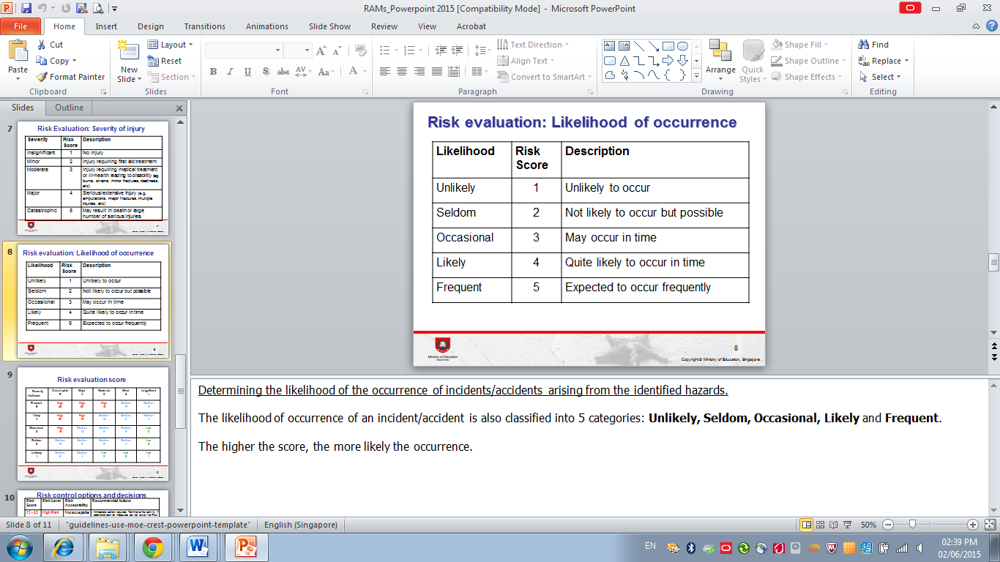 RAMs_Powerpoint 2015 [Compatibility Mode] - Microsoft PowerPoint
File Home Insert Design Transitions Animations Slide Show Review View Acrobat
Paste
Cut
Copy
Format Painter
Clipboard
New Slide
Layout
Reset
Section
Slides
Font
Text Direction
Align Text
Convert to SmartArt
Paragraph
Arrange
Quick Styles
Shape Fill
Shape Outline
Shape Effects
Drawing
Find
Replace
Select
Editing
Slides Outline
7
Risk Evaluation: Severity of injury
Severity Risk Score Description
Insignificant 1 No injury
Minor 2 Injury requiring first aid treatment
Moderate 3 Injury requiring medical treatment
or ill-health leading to disability (eg
burns, strains, minor fractures, deafness,
etc)
Major 4 Serious/extensive injury (e.g.
amputations, major fractures, multiple
injuries, etc)
Catastrophic 5 May result in death or large
number of serious injuries
8
Risk evaluation: Likelihood of occurrence
Likelihood Risk Score Description
Unlikely 1 Unlikely to occur
Seldom 2 Not likely to occur but possible
Occasional 3 May occur in time
Likely 4 Quite likely to occur in time
Frequent 5 Expected to occur frequently
9
Risk evaluation score
10
Risk control options and decisions
Risk Score Risk Level Risk Acceptability Recommended Actions
High Risk Not acceptable
Risk evaluation: Likelihood of occurrence
Likelihood Risk Score Description
Unlikely 1 Unlikely to occur
Seldom 2 Not likely to occur but possible
Occasional 3 May occur in time
Likely 4 Quite likely to occur in time
Frequent 5 Expected to occur frequently
Ministry of Education
SINGAPORE
8
Copyright© Ministry of Education, Singapore.
Determining the likelihood of the occurrence of incidents/accidents arising from the identified hazards.
The likelihood of occurrence of an incident/accident is also classified into 5 categories: Unlikely, Seldom, Occasional, Likely and Frequent.
The higher the score, the more likely the occurrence.
Slide 8 of 11 "guidelines-use-moe-crest-powerpoint-template" English (Singapore) 50%
EN
02:39 PM
02/06/2015